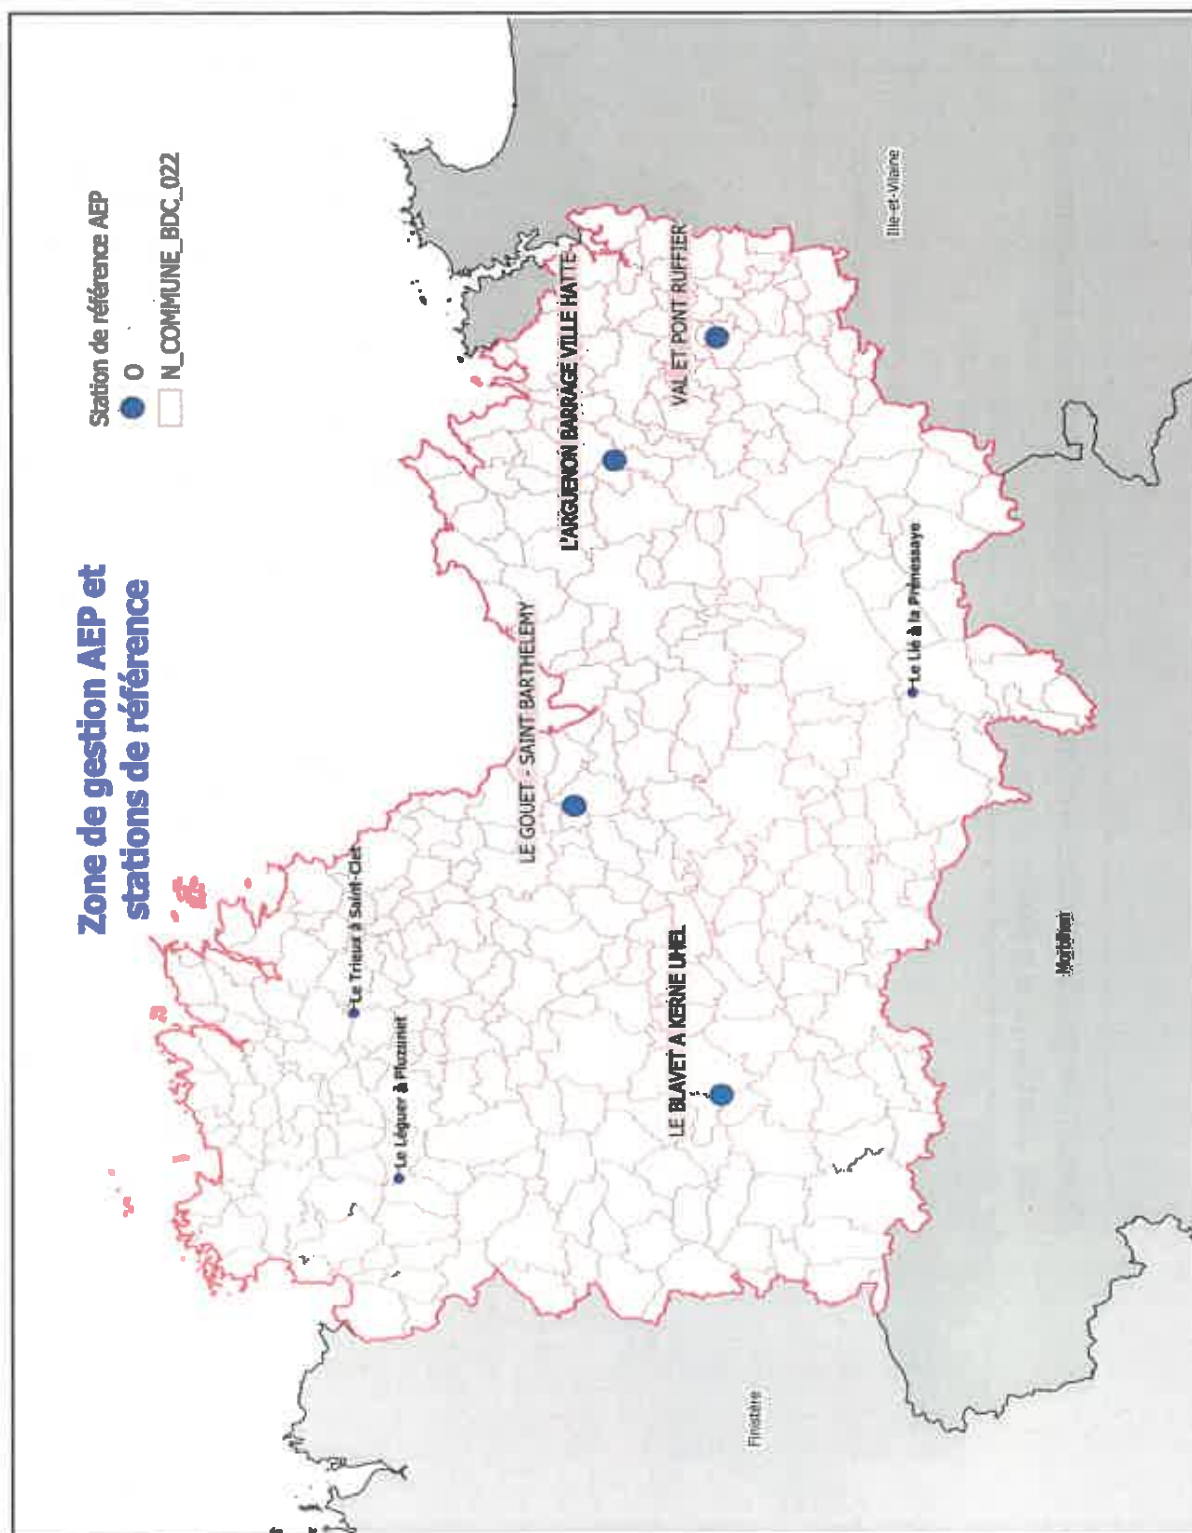 Zone de gestion AEP et
stations de référence
Station de référence AEP
O
N_COMMUNE_BDC_022
Le Trieux à Saint-Clet
Le Léguer à Pluzunet
LE GOUET - SAINT BARTHELEMY
L'ARGUENON BARRAGE VILLE HATTE
VAL ET PONT RUFFIER
LE BLAVET A KERNE UHEL
Le Lié à la Prénessaye
Finistère
Morbihan
Ille-et-Vilaine